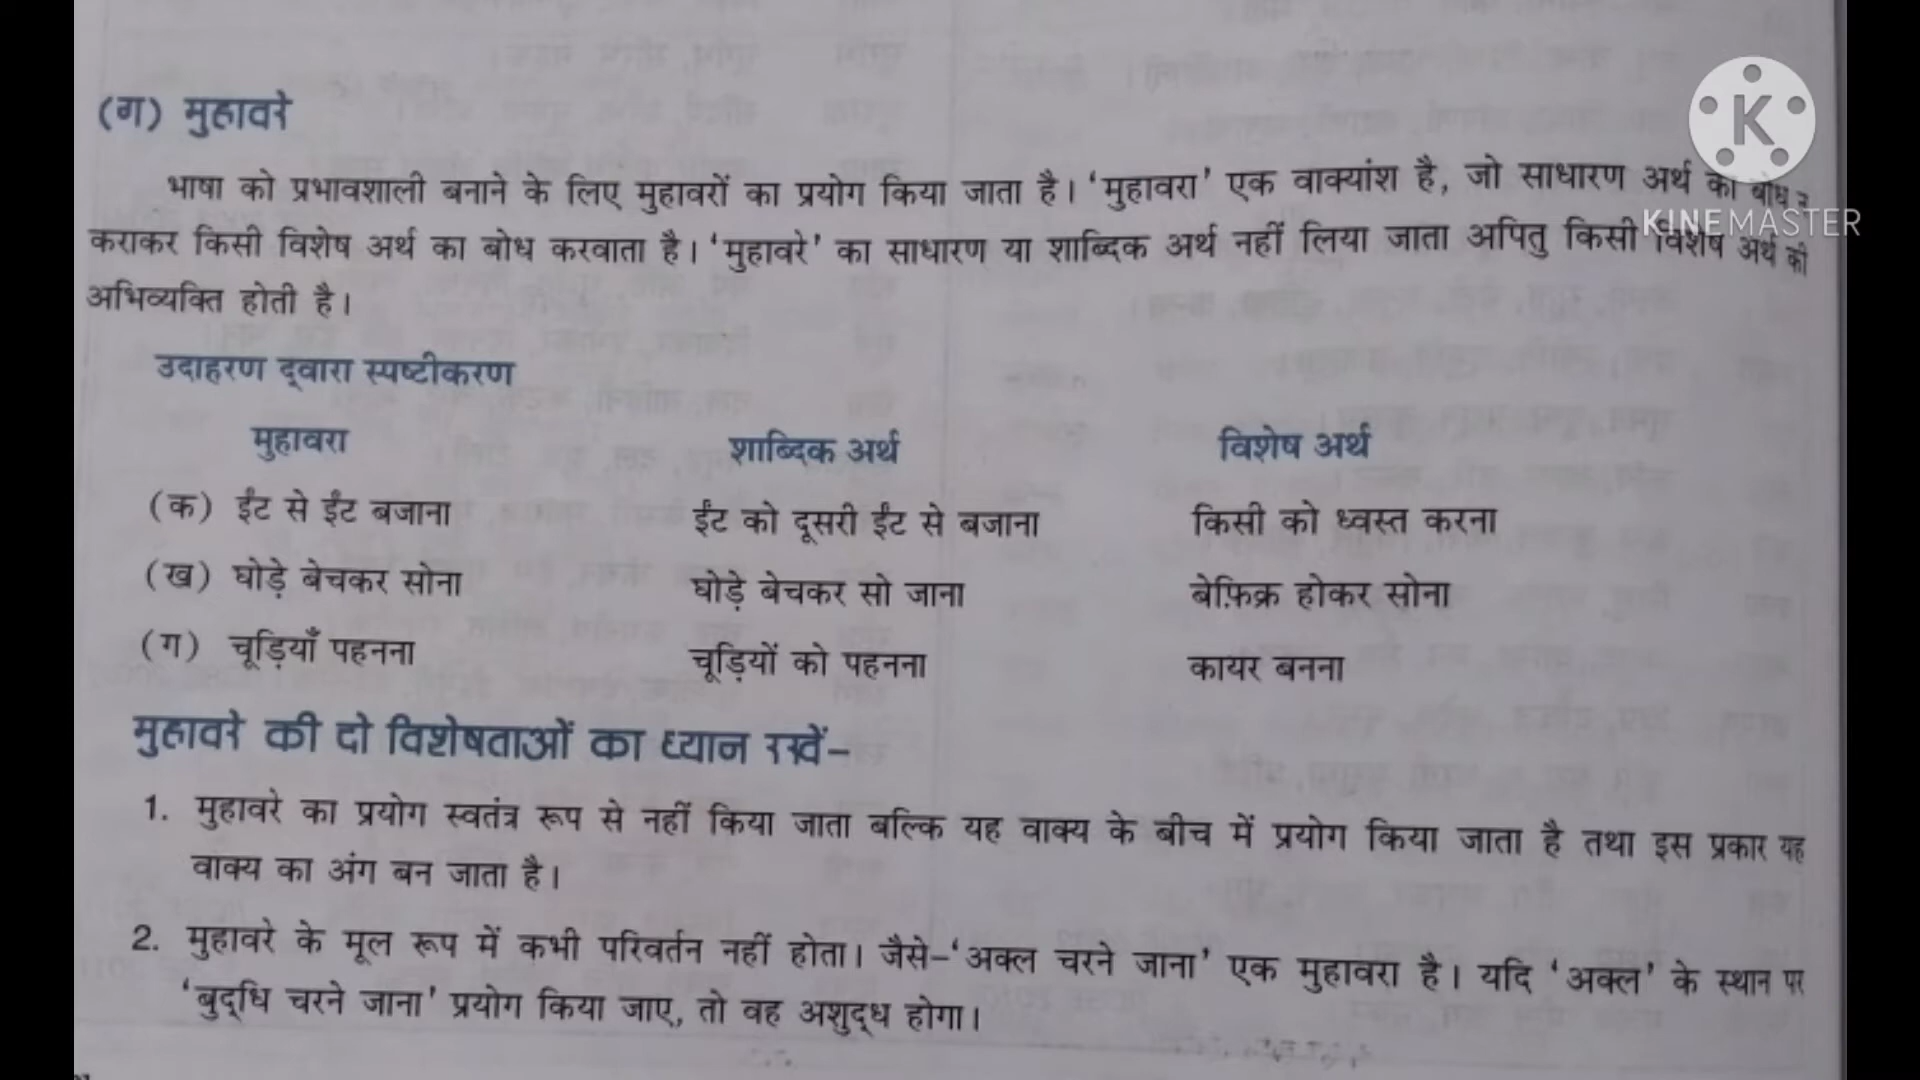 (ग) मुहावरे
भाषा को प्रभावशाली बनाने के लिए मुहावरों का प्रयोग किया जाता है। 'मुहावरा' एक वाक्यांश है, जो साधारण अर्थ का बोध न
कराकर किसी विशेष अर्थ का बोध करवाता है। 'मुहावरे' का साधारण या शाब्दिक अर्थ नहीं लिया जाता अपितु किसी विशेष अर्थ की
अभिव्यक्ति होती है।
उदाहरण द्‌वारा स्पष्टीकरण
मुहावरा शाब्दिक अर्थ विशेष अर्थ
(क) ईंट से ईंट बजाना ईंट को दूसरी ईंट से बजाना किसी को ध्वस्त करना
(ख) घोड़े बेचकर सोना घोड़े बेचकर सो जाना बेफ़िक्र होकर सोना
(ग) चूड़ियाँ पहनना चूड़ियों को पहनना कायर बनना
मुहावरे की दो विशेषताओं का ध्यान रखें–
1. मुहावरे का प्रयोग स्वतंत्र रूप से नहीं किया जाता बल्कि यह वाक्य के बीच में प्रयोग किया जाता है तथा इस प्रकार यह
वाक्य का अंग बन जाता है।
2. मुहावरे के मूल रूप में कभी परिवर्तन नहीं होता। जैसे–'अक्ल चरने जाना' एक मुहावरा है। यदि 'अक्ल' के स्थान पर
'बुद्‌धि चरने जाना' प्रयोग किया जाए, तो वह अशुद्‌ध होगा।
K
KINEMASTER